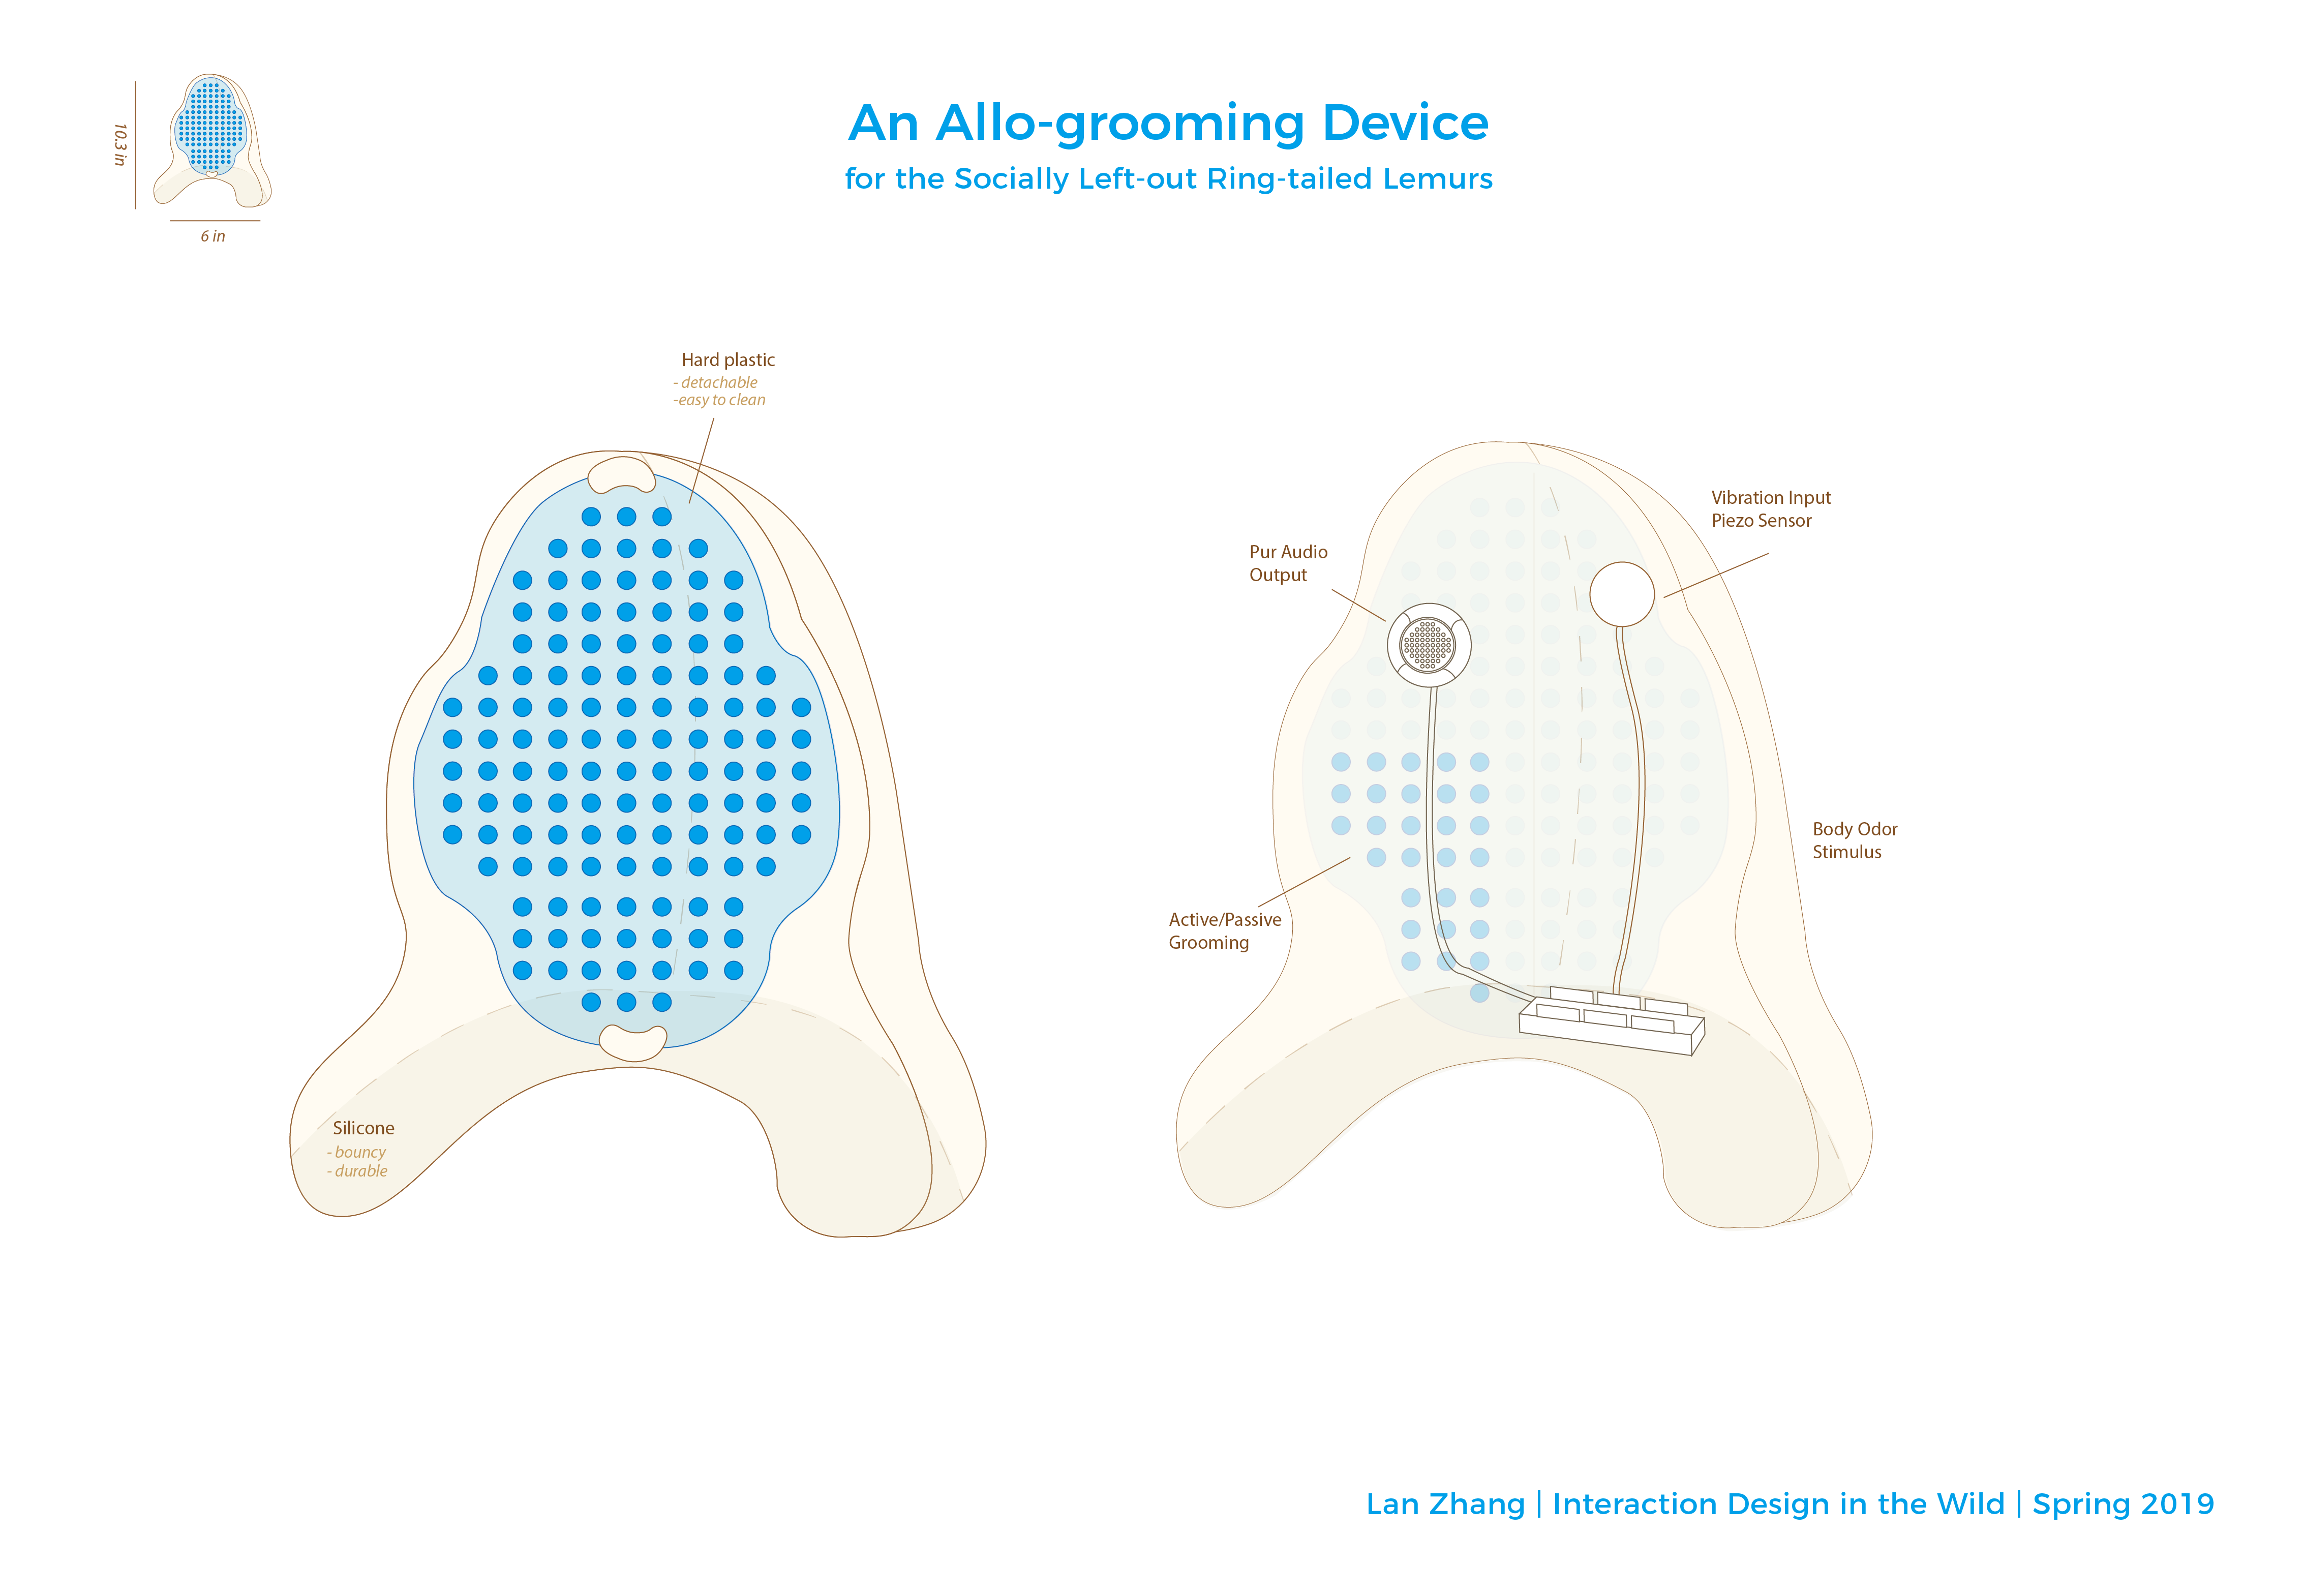 An Allo-grooming Device
for the Socially Left-out Ring-tailed Lemurs
10.3 in
6 in
Hard plastic
- detachable
-easy to clean
Silicone
- bouncy
- durable
Pur Audio
Output
Vibration Input
Piezo Sensor
Body Odor
Stimulus
Active/Passive
Grooming
Lan Zhang | Interaction Design in the Wild | Spring 2019